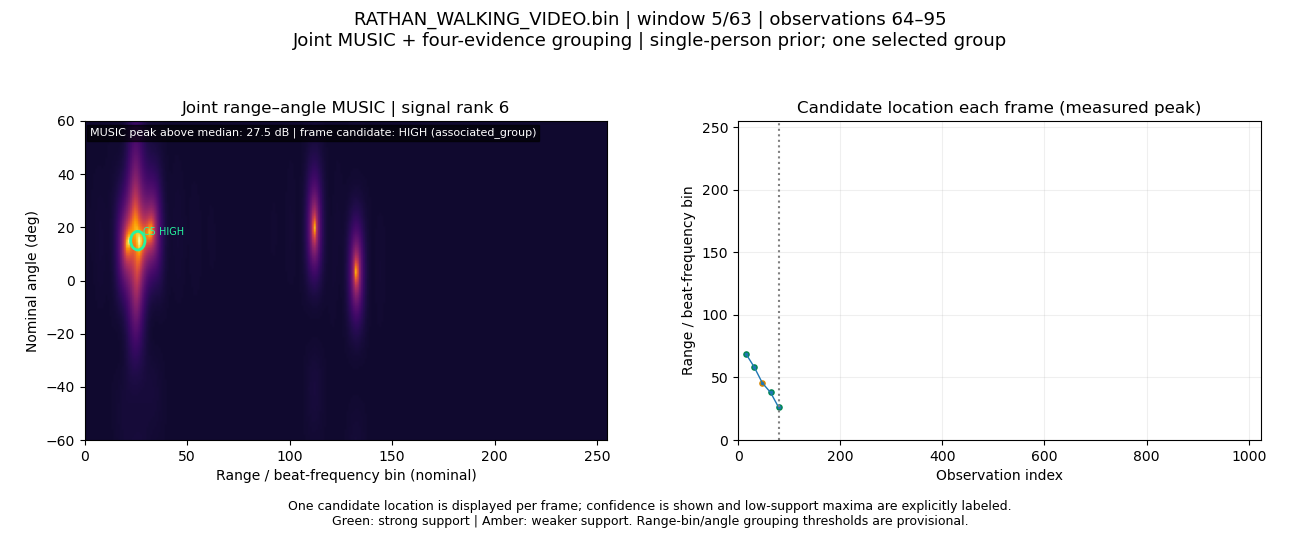 RATHAN_WALKING_VIDEO.bin | window 5/63 | observations 64–95
Joint MUSIC + four-evidence grouping | single-person prior; one selected group
Joint range–angle MUSIC | signal rank 6
MUSIC peak above median: 27.5 dB | frame candidate: HIGH (associated_group)
HIGH
60
40
20
0
−20
−40
−60
Nominal angle (deg)
0
50
100
150
200
250
Range / beat-frequency bin (nominal)
Candidate location each frame (measured peak)
250
200
150
100
50
0
Range / beat-frequency bin
0
200
400
600
800
1000
Observation index
One candidate location is displayed per frame; confidence is shown and low-support maxima are explicitly labeled.
Green: strong support | Amber: weaker support. Range-bin/angle grouping thresholds are provisional.